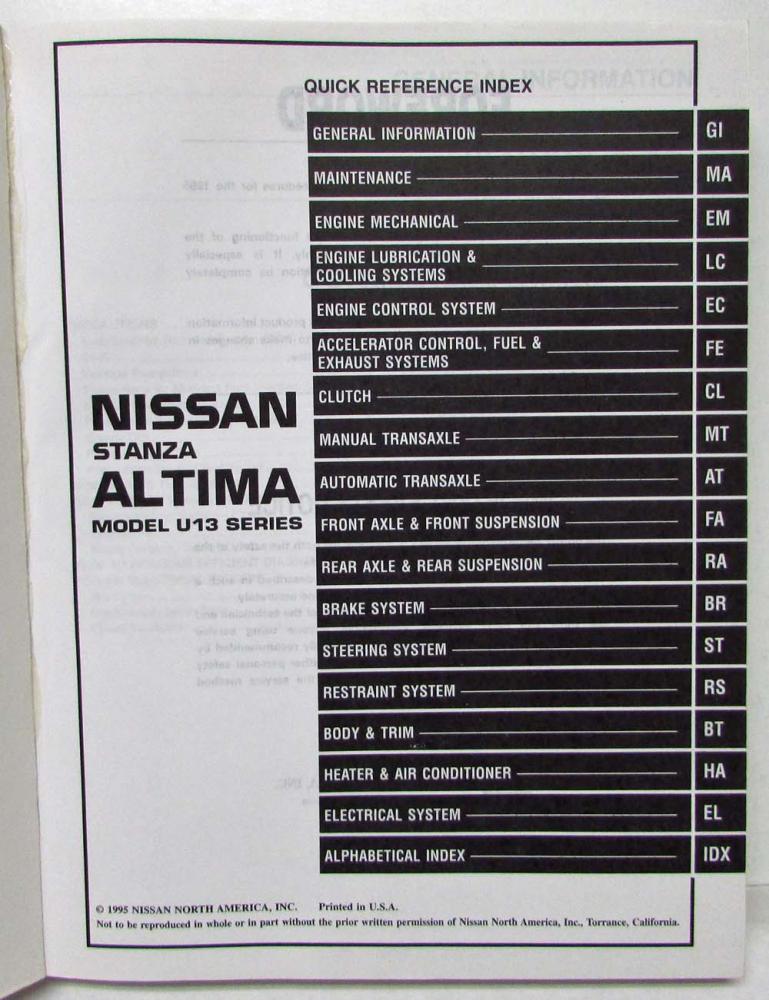 QUICK REFERENCE INDEX
GENERAL INFORMATION GI
MAINTENANCE MA
ENGINE MECHANICAL EM
ENGINE LUBRICATION &
COOLING SYSTEMS LC
ENGINE CONTROL SYSTEM EC
ACCELERATOR CONTROL, FUEL &
EXHAUST SYSTEMS FE
CLUTCH CL
MANUAL TRANSAXLE MT
AUTOMATIC TRANSAXLE AT
FRONT AXLE & FRONT SUSPENSION FA
REAR AXLE & REAR SUSPENSION RA
BRAKE SYSTEM BR
STEERING SYSTEM ST
RESTRAINT SYSTEM RS
BODY & TRIM BT
HEATER & AIR CONDITIONER HA
ELECTRICAL SYSTEM EL
ALPHABETICAL INDEX IDX
NISSAN
STANZA
ALTIMA
MODEL U13 SERIES
© 1995 NISSAN NORTH AMERICA, INC. Printed in U.S.A.
Not to be reproduced in whole or in part without the prior written permission of Nissan North America, Inc., Torrance, California.